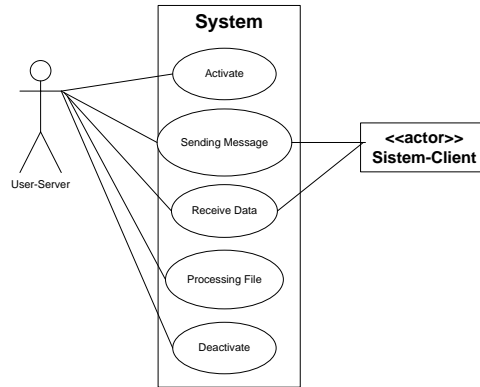 System
Activate
Sending Message
<<actor>>
Sistem-Client
User-Server
Receive Data
Processing File
Deactivate